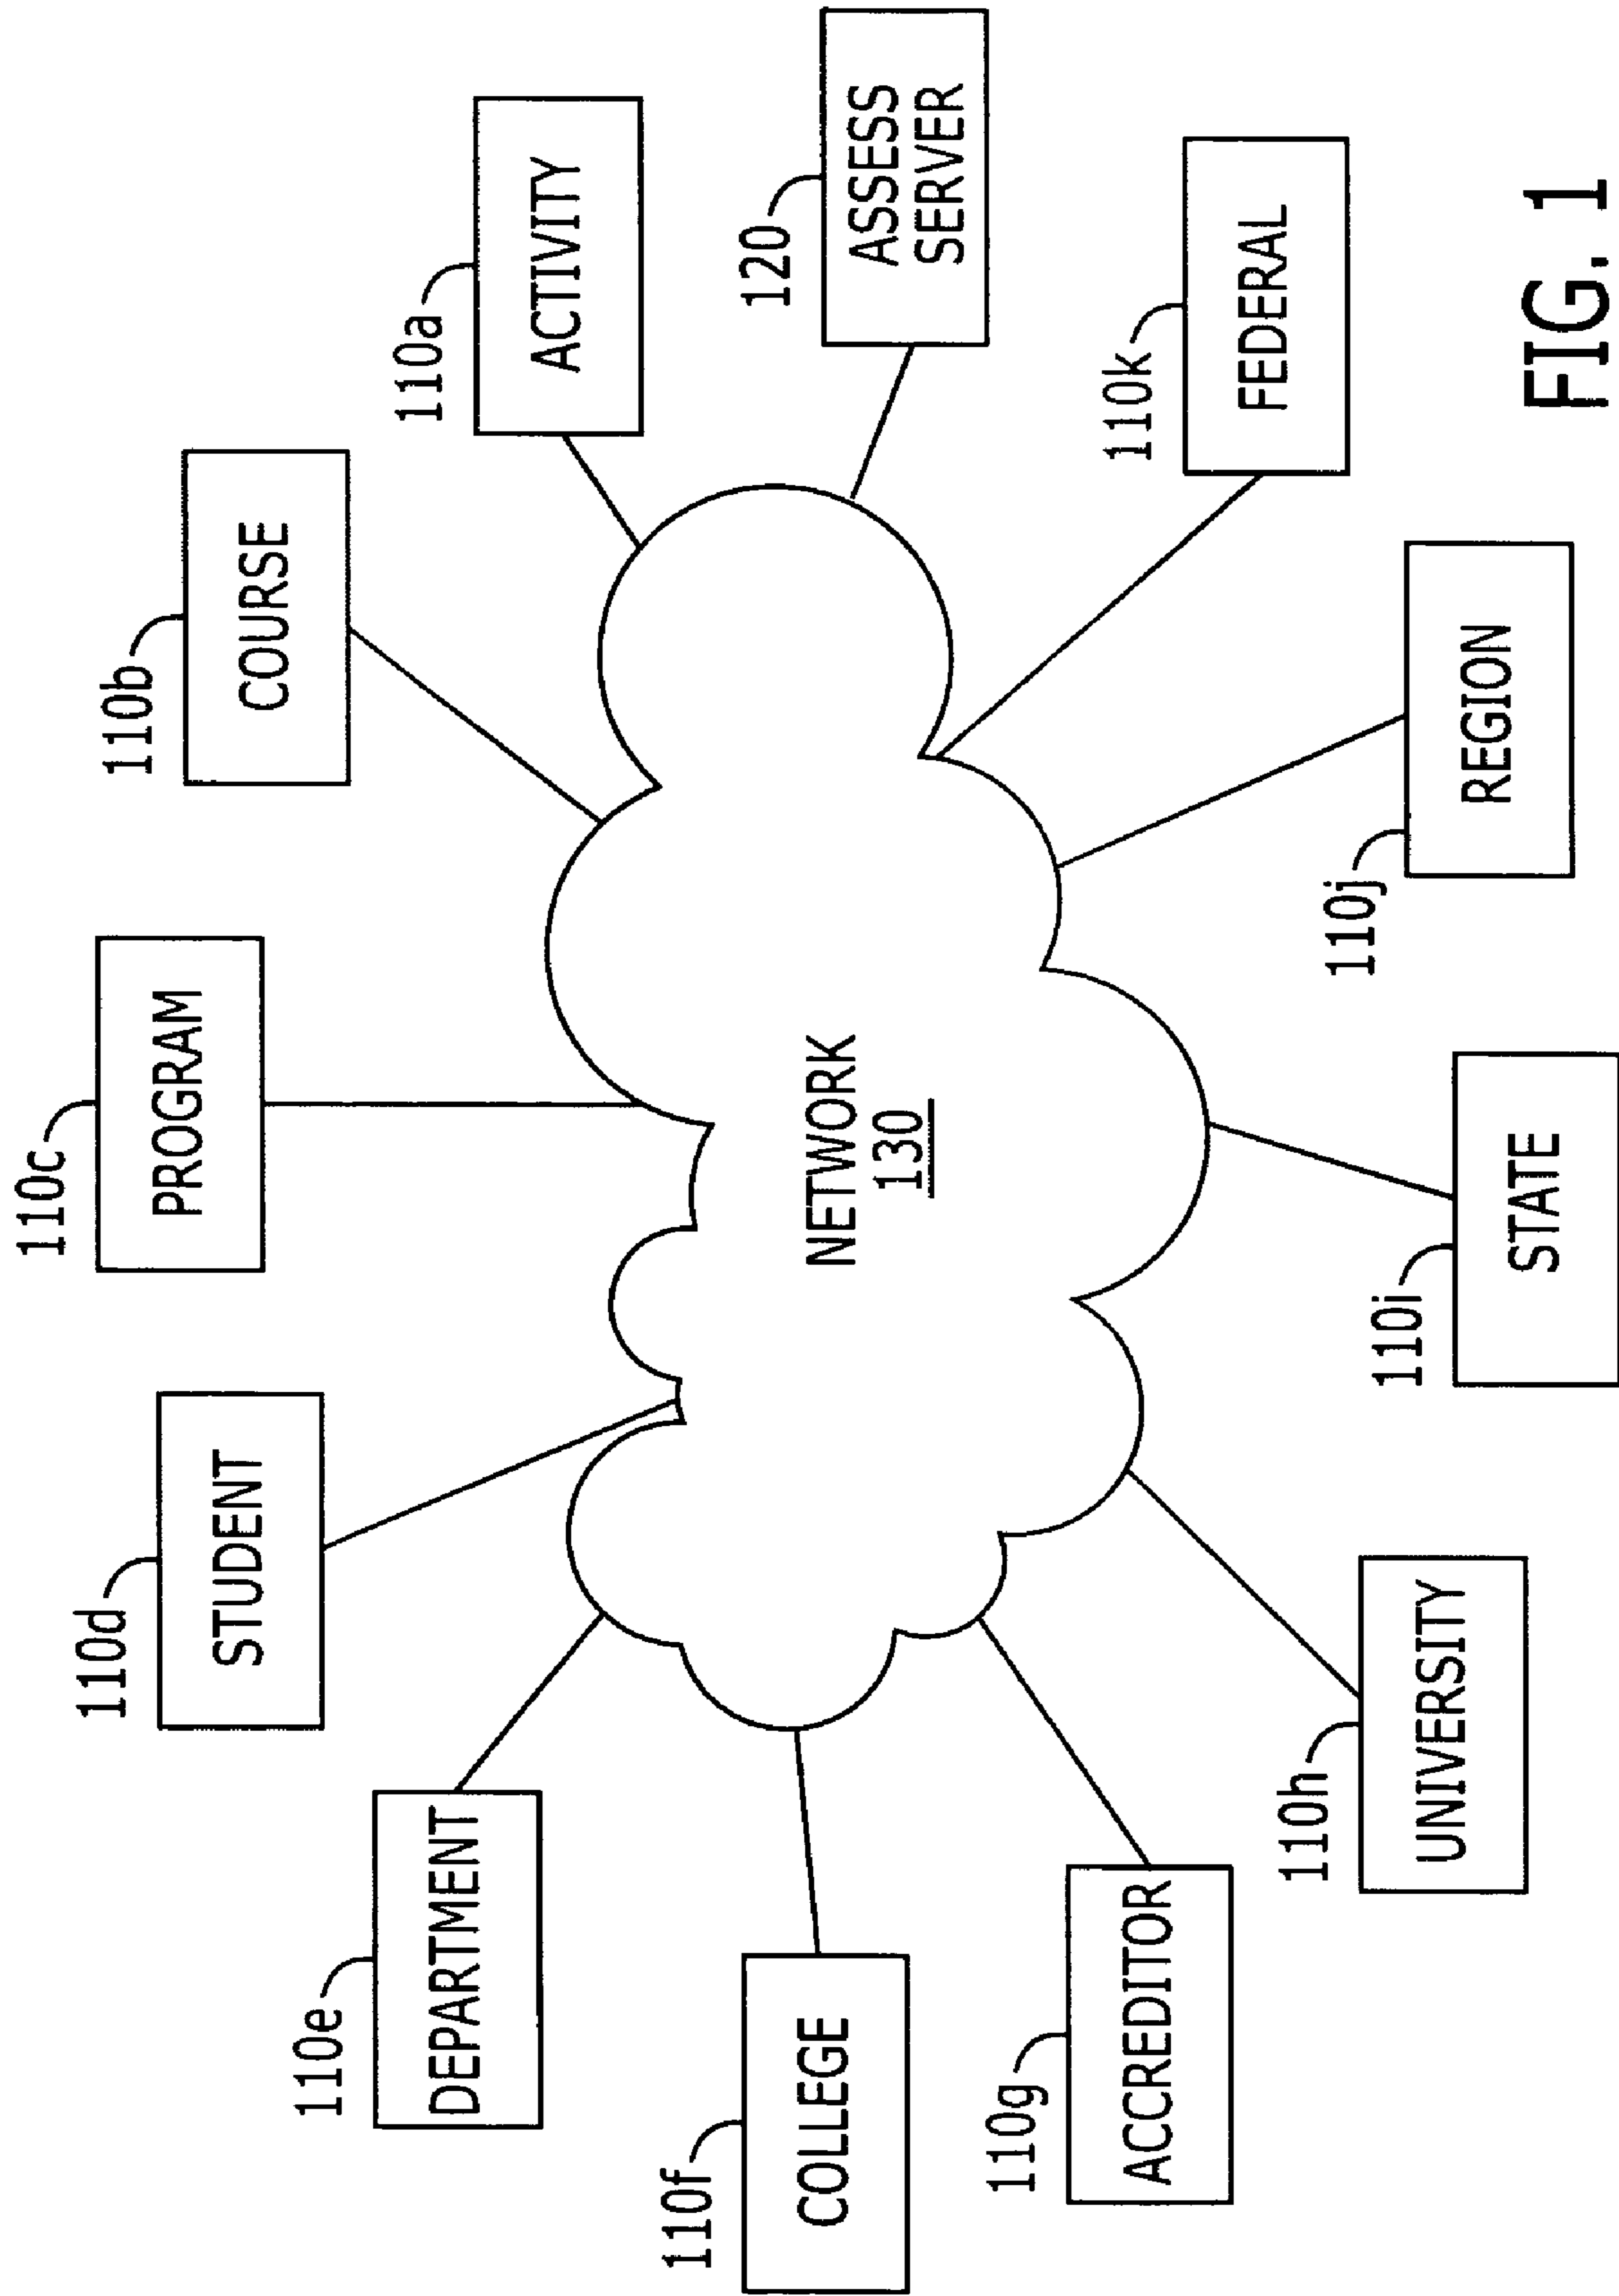 110c
PROGRAM
110d
STUDENT
110b
COURSE
110e
DEPARTMENT
110a
ACTIVITY
110f
COLLEGE
NETWORK
130
120
ASSESS
SERVER
110g
ACCREDITOR
110k
FEDERAL
110h
UNIVERSITY
110i
STATE
110j
REGION
FIG. 1